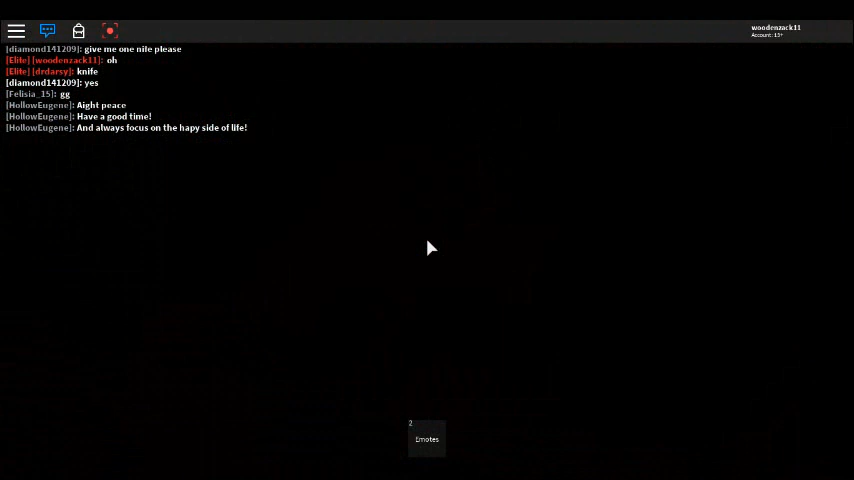 woodenzack11
Account: 13+
[diamond141209]: give me one nife please
[Elite] [woodenzack11]: oh
[Elite] [drdarsy]: knife
[diamond141209]: yes
[Felisia_15]: gg
[HollowEugene]: Aight peace
[HollowEugene]: Have a good time!
[HollowEugene]: And always focus on the hapy side of life!
2
Emotes